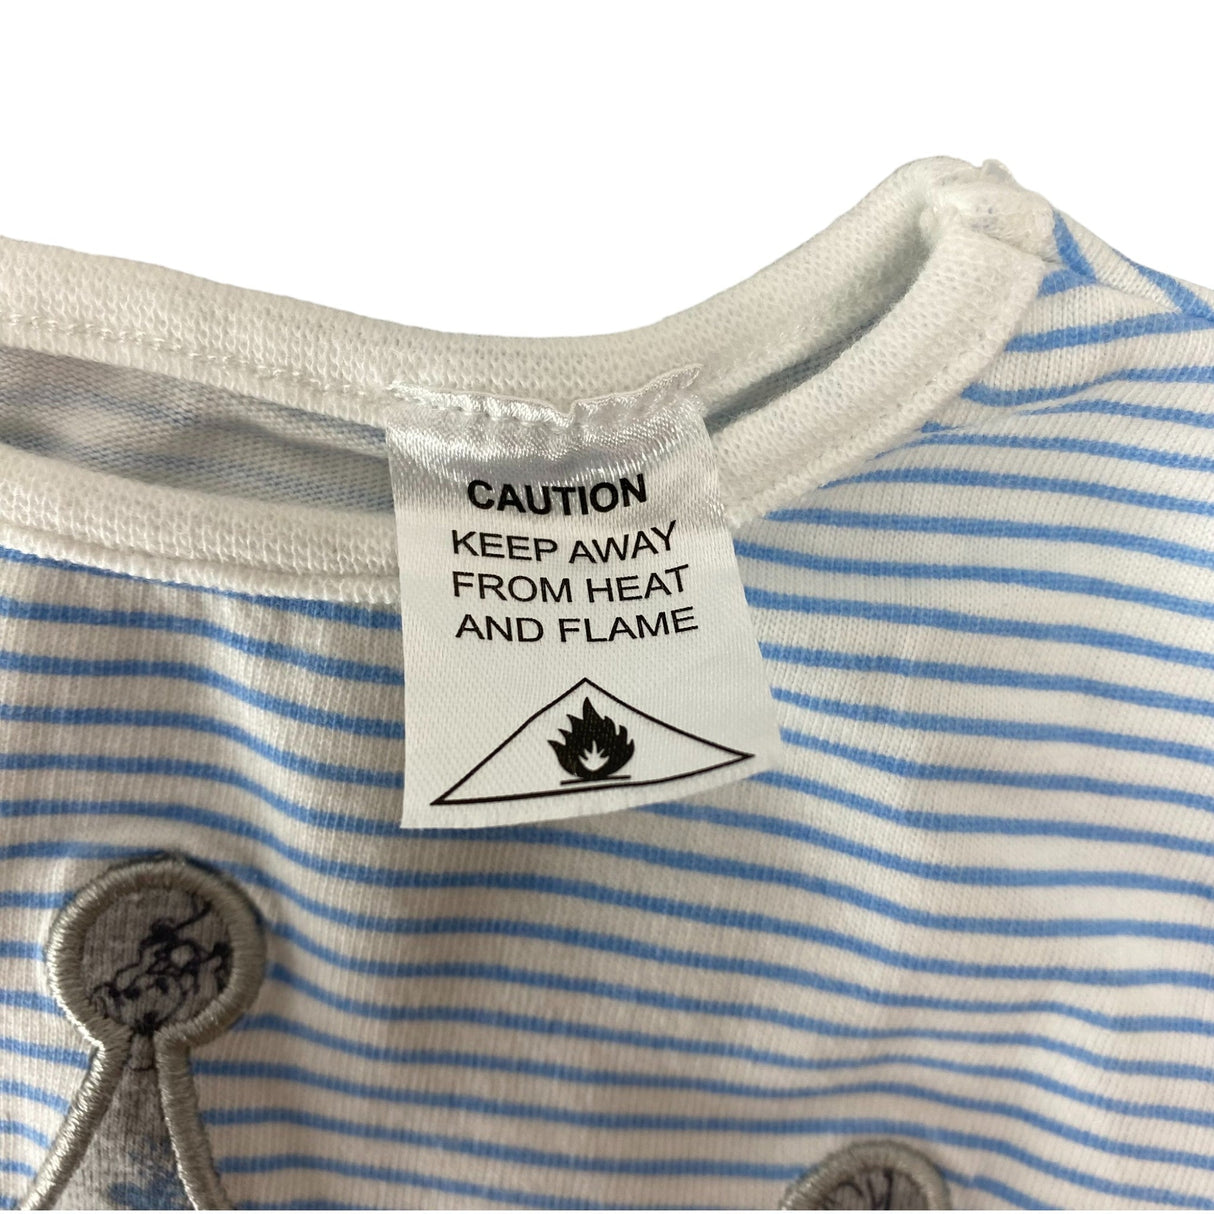 CAUTION
KEEP AWAY
FROM HEAT
AND FLAME